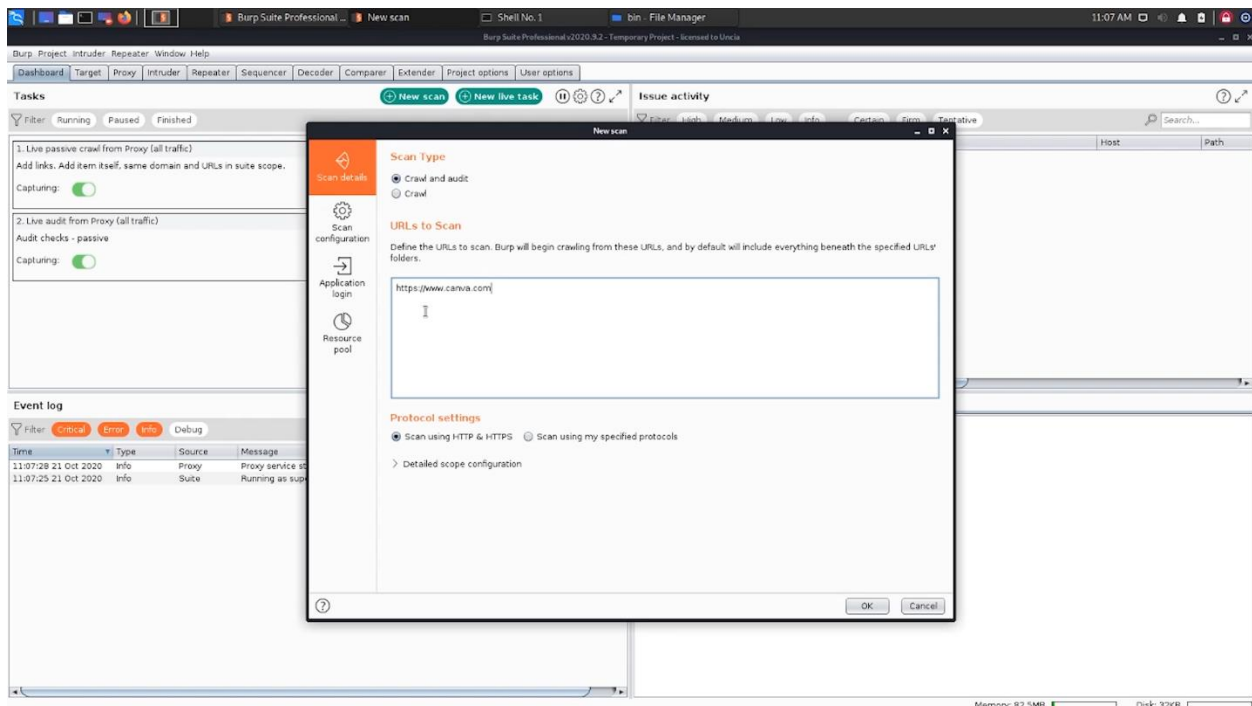 Burp Suite Professional ... New scan Shell No. 1 bin - File Manager 11:07 AM
Burp Suite Professional v2020.9.2 - Temporary Project - licensed to Uncia
Burp Project Intruder Repeater Window Help
Dashboard Target Proxy Intruder Repeater Sequencer Decoder Comparer Extender Project options User options
Tasks New scan New live task Issue activity
Filter Running Paused Finished Filter High Medium Low Info Certain Firm Tentative Search...
New scan
Host Path
1. Live passive crawl from Proxy (all traffic)
Add links. Add item itself, same domain and URLs in suite scope.
Capturing:
2. Live audit from Proxy (all traffic)
Audit checks - passive
Capturing:
Scan details
Scan
configuration
Application
login
Resource
pool
Scan Type
Crawl and audit
Crawl
URLs to Scan
Define the URLs to scan. Burp will begin crawling from these URLs, and by default will include everything beneath the specified URLs'
folders.
https://www.canva.com
Protocol settings
Scan using HTTP & HTTPS Scan using my specified protocols
> Detailed scope configuration
OK Cancel
Event log
Filter Critical Error Info Debug
Time Type Source Message
11:07:28 21 Oct 2020 Info Proxy Proxy service st
11:07:25 21 Oct 2020 Info Suite Running as supe
Memory: 82.5MB Disk: 32KB